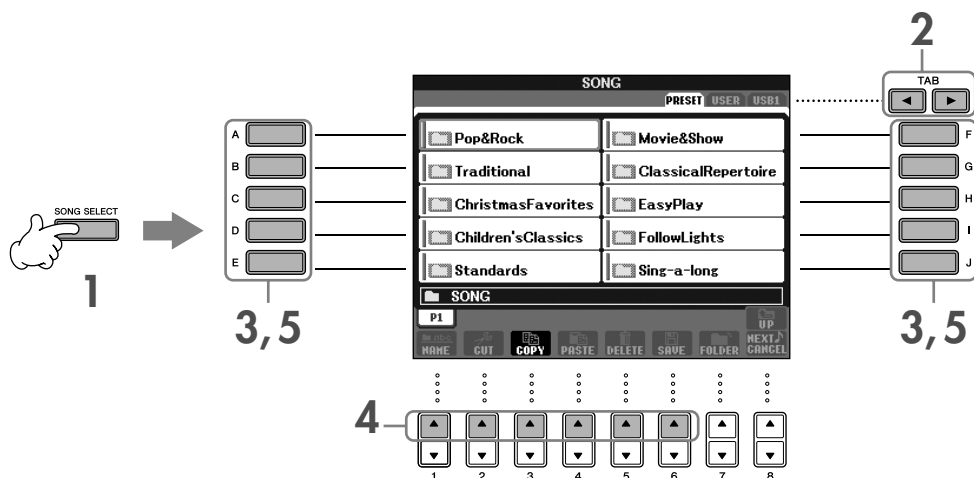 2
TAB
SONG
PRESET USER USB1
A Pop&Rock Movie&Show F
B Traditional ClassicalRepertoire G
SONG SELECT
C ChristmasFavorites EasyPlay H
D Children'sClassics FollowLights I
E Standards Sing-a-long J
1
SONG
3, 5
3, 5
P1
UP
NAME CUT COPY PASTE DELETE SAVE FOLDER NEXT CANCEL
4
1 2 3 4 5 6 7 8